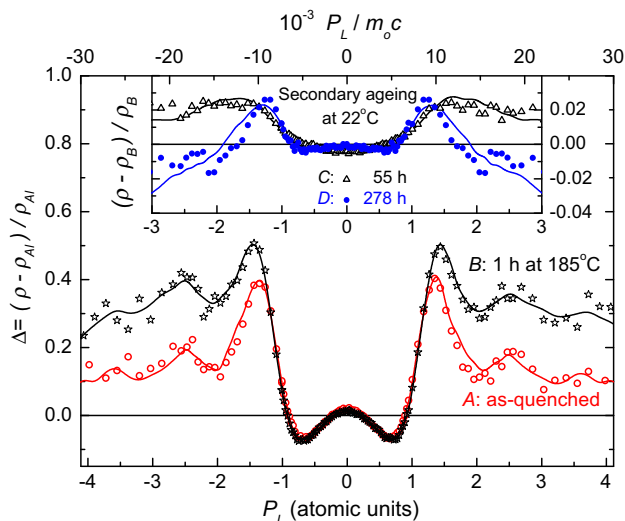 10⁻³ P_L / m_o c
-30 -20 -10 0 10 20 30
1.0
0.8
0.6
0.4
0.2
0.0
Δ= ( ρ - ρ_Al ) / ρ_Al
(ρ - ρ_B) / ρ_B
Secondary ageing
at 22°C
C: △ 55 h
D: ● 278 h
0.02
0.00
-0.02
-0.04
-3 -2 -1 0 1 2 3
B: 1 h at 185°C
A: as-quenched
-4 -3 -2 -1 0 1 2 3 4
P_L (atomic units)